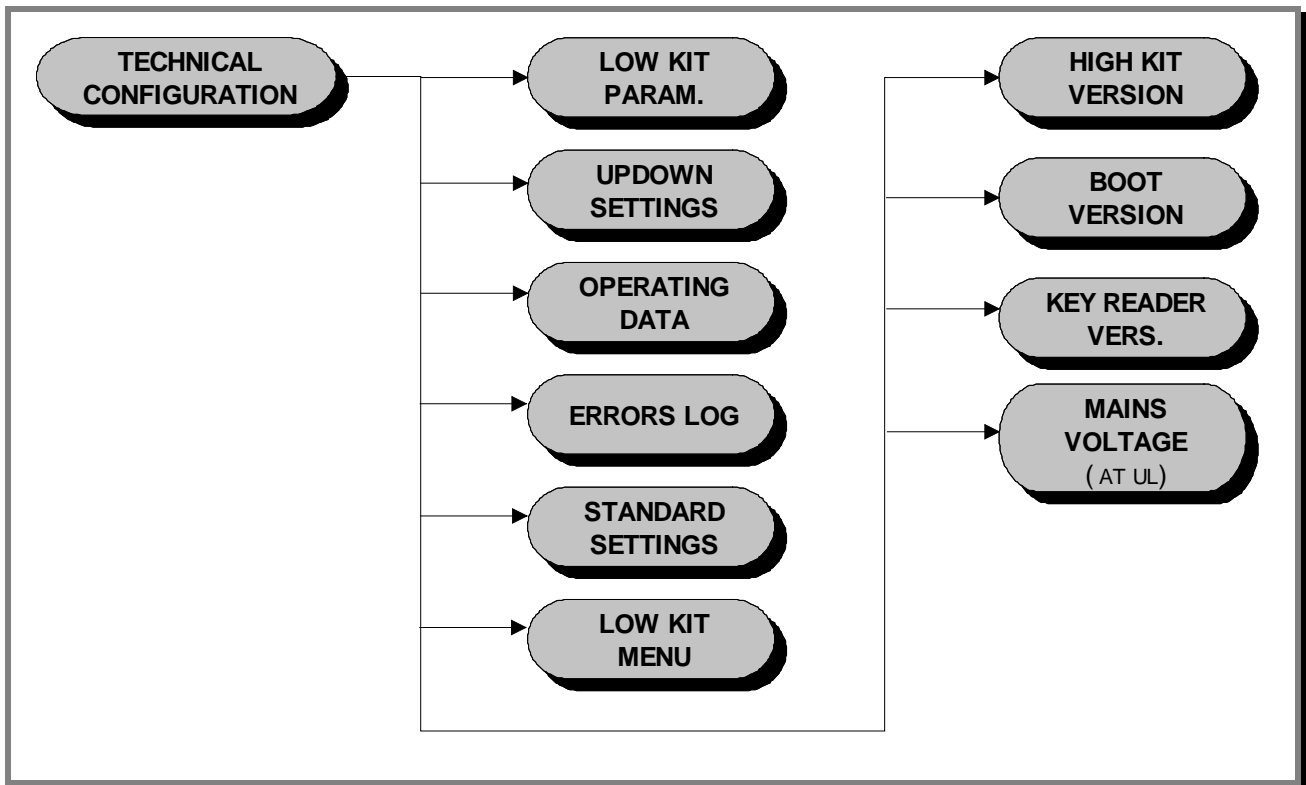 TECHNICAL
CONFIGURATION
LOW KIT
PARAM.
UPDOWN
SETTINGS
OPERATING
DATA
ERRORS LOG
STANDARD
SETTINGS
LOW KIT
MENU
HIGH KIT
VERSION
BOOT
VERSION
KEY READER
VERS.
MAINS
VOLTAGE
( AT UL)